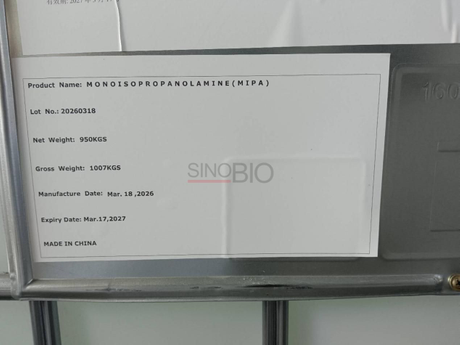 Product Name: MONOISOPROPANOLAMINE(MIPA)
Lot No.: 20260318
Net Weight: 950KGS
Gross Weight: 1007KGS
SINOBIO
Manufacture Date: Mar. 18 ,2026
Expiry Date: Mar.17,2027
MADE IN CHINA